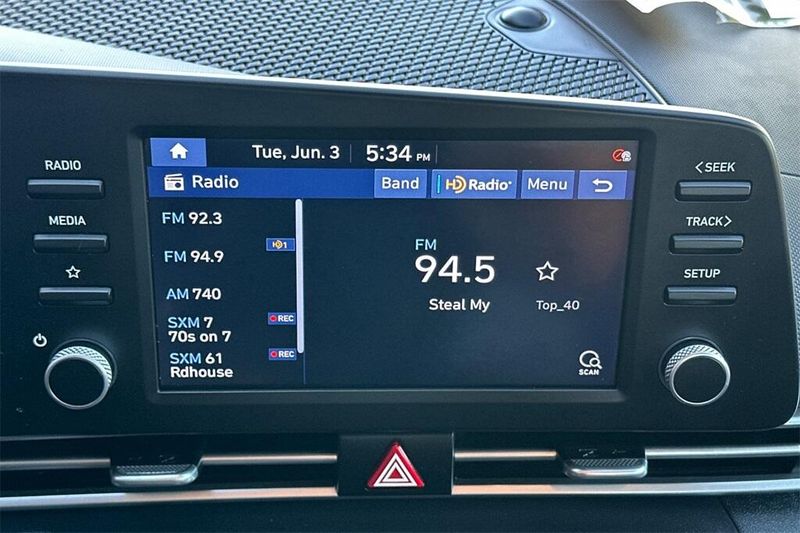 RADIO
MEDIA
Tue, Jun. 3 5:34 PM
Radio Band HD Radio Menu
FM 92.3
FM 94.9 HD1
AM 740
SXM 7 REC
70s on 7
SXM 61 REC
Rdhouse
FM
94.5
Steal My Top_40
SCAN
<SEEK
TRACK>
SETUP